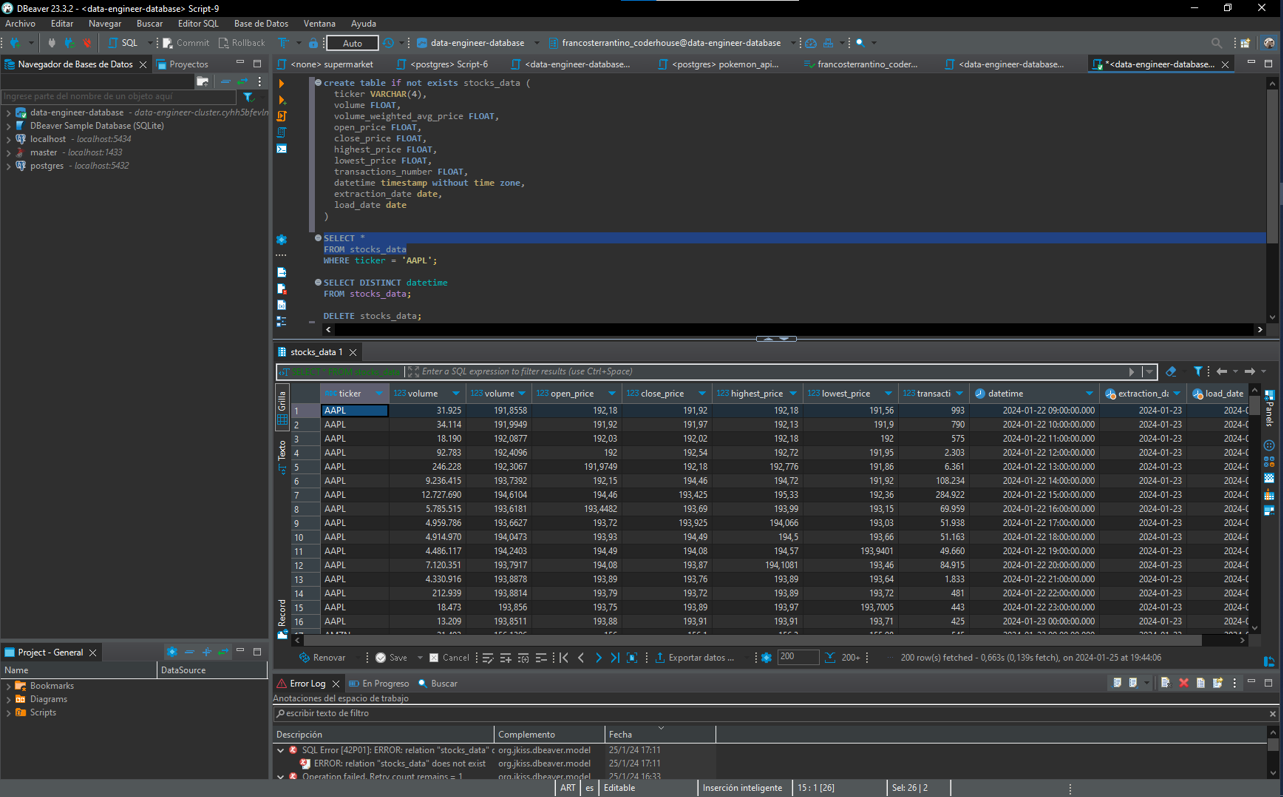 DBeaver 23.3.2 - <data-engineer-database> Script-9
Archivo Editar Navegar Buscar Editor SQL Base de Datos Ventana Ayuda
SQL Commit Rollback Auto data-engineer-database francosterrantino_coderhouse@data-engineer-database
Navegador de Bases de Datos Proyectos
<none> supermarket <postgres> Script-6 <data-engineer-database... <postgres> pokemon_api... francosterrantino_coder... <data-engineer-database... *<data-engineer-database...
Ingrese parte del nombre de un objeto aquí
data-engineer-database - data-engineer-cluster.cyhh5bfevlm
DBeaver Sample Database (SQLite)
localhost - localhost:5434
master - localhost:1433
postgres - localhost:5432
create table if not exists stocks_data (
ticker VARCHAR(4),
volume FLOAT,
volume_weighted_avg_price FLOAT,
open_price FLOAT,
close_price FLOAT,
highest_price FLOAT,
lowest_price FLOAT,
transactions_number FLOAT,
datetime timestamp without time zone,
extraction_date date,
load_date date
)
SELECT *
FROM stocks_data
WHERE ticker = 'AAPL';
SELECT DISTINCT datetime
FROM stocks_data;
DELETE stocks_data;
stocks_data 1
Enter a SQL expression to filter results (use Ctrl+Space)
Grilla
Texto
Record
Panels
ticker 123 volume 123 volume 123 open_price 123 close_price 123 highest_price 123 lowest_price 123 transacti datetime extraction_da load_date
1 AAPL 31.925 191,8558 192,18 191,92 192,18 191,56 993 2024-01-22 09:00:00.000 2024-01-23 2024-0
2 AAPL 34.114 191,9949 191,92 191,97 192,13 191,9 790 2024-01-22 10:00:00.000 2024-01-23 2024-0
3 AAPL 18.190 192,0877 192,03 192,02 192,18 192 575 2024-01-22 11:00:00.000 2024-01-23 2024-0
4 AAPL 92.783 192,4096 192 192,54 192,72 191,95 2.303 2024-01-22 12:00:00.000 2024-01-23 2024-0
5 AAPL 246.228 192,3067 191,9749 192,18 192,776 191,86 6.361 2024-01-22 13:00:00.000 2024-01-23 2024-0
6 AAPL 9.236.415 193,7392 192,15 194,46 194,72 191,92 108.234 2024-01-22 14:00:00.000 2024-01-23 2024-0
7 AAPL 12.727.690 194,6104 194,46 193,425 195,33 192,36 284.922 2024-01-22 15:00:00.000 2024-01-23 2024-0
8 AAPL 5.785.515 193,6181 193,4482 193,69 193,99 193,15 69.959 2024-01-22 16:00:00.000 2024-01-23 2024-0
9 AAPL 4.959.786 193,6627 193,72 193,925 194,066 193,03 51.938 2024-01-22 17:00:00.000 2024-01-23 2024-0
10 AAPL 4.914.970 194,0473 193,93 194,49 194,5 193,66 51.163 2024-01-22 18:00:00.000 2024-01-23 2024-0
11 AAPL 4.486.117 194,2403 194,49 194,08 194,57 193,9401 49.660 2024-01-22 19:00:00.000 2024-01-23 2024-0
12 AAPL 7.120.351 193,7917 194,08 193,87 194,1081 193,46 84.915 2024-01-22 20:00:00.000 2024-01-23 2024-0
13 AAPL 4.330.916 193,8878 193,89 193,76 193,89 193,64 1.833 2024-01-22 21:00:00.000 2024-01-23 2024-0
14 AAPL 212.939 193,8814 193,79 193,72 193,89 193,72 481 2024-01-22 22:00:00.000 2024-01-23 2024-0
15 AAPL 18.473 193,856 193,75 193,89 193,97 193,7005 443 2024-01-22 23:00:00.000 2024-01-23 2024-0
16 AAPL 13.209 193,8511 193,88 193,91 193,91 193,71 425 2024-01-23 00:00:00.000 2024-01-23 2024-0
Renovar Save Cancel Exportar datos ... 200 200+ 200 row(s) fetched - 0,663s (0,139s fetch), on 2024-01-25 at 19:44:06
Project - General
Name DataSource
Bookmarks
Diagrams
Scripts
Error Log En Progreso Buscar
Anotaciones del espacio de trabajo
escribir texto de filtro
Descripción Complemento Fecha
SQL Error [42P01]: ERROR: relation "stocks_data" d org.jkiss.dbeaver.model 25/1/24 17:11
ERROR: relation "stocks_data" does not exist org.jkiss.dbeaver.model 25/1/24 17:11
Operation failed. Retry count remains = 1 org.jkiss.dbeaver.model 25/1/24 16:33
ART es Editable Inserción inteligente 15 : 1 [26] Sel: 26 | 2